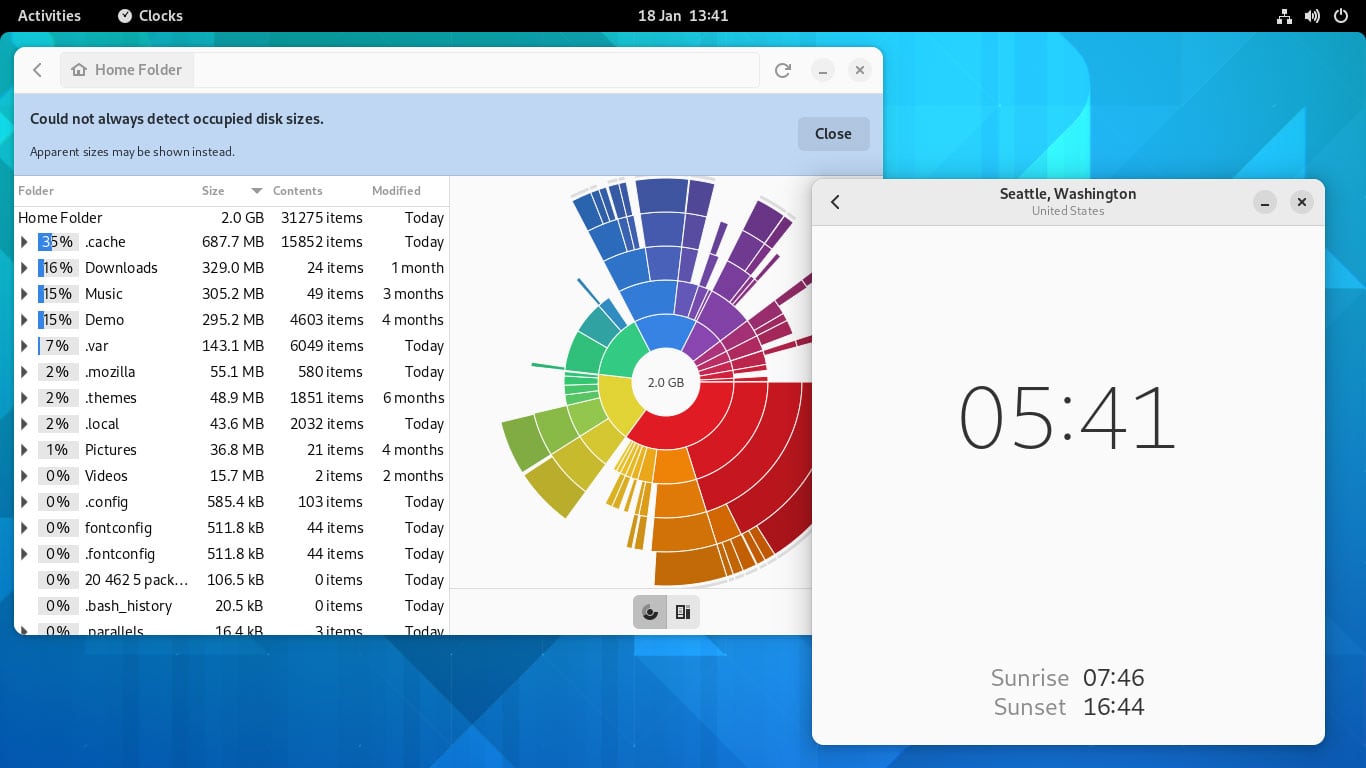 Activities Clocks 18 Jan 13:41
Home Folder
Could not always detect occupied disk sizes.
Apparent sizes may be shown instead.
Close
Folder Size Contents Modified
Home Folder 2.0 GB 31275 items Today
35% .cache 687.7 MB 15852 items Today
16% Downloads 329.0 MB 24 items 1 month
15% Music 305.2 MB 49 items 3 months
15% Demo 295.2 MB 4603 items 4 months
7% .var 143.1 MB 6049 items Today
2% .mozilla 55.1 MB 580 items Today
2% .themes 48.9 MB 1851 items 6 months
2% .local 43.6 MB 2032 items Today
1% Pictures 36.8 MB 21 items 4 months
0% Videos 15.7 MB 2 items 2 months
0% .config 585.4 kB 103 items Today
0% fontconfig 511.8 kB 44 items Today
0% .fontconfig 511.8 kB 44 items Today
0% 20 462 5 pack… 106.5 kB 0 items Today
0% .bash_history 20.5 kB 0 items Today
0% .parallels 16.4 kB 3 items Today
2.0 GB
Seattle, Washington
United States
05:41
Sunrise 07:46
Sunset 16:44